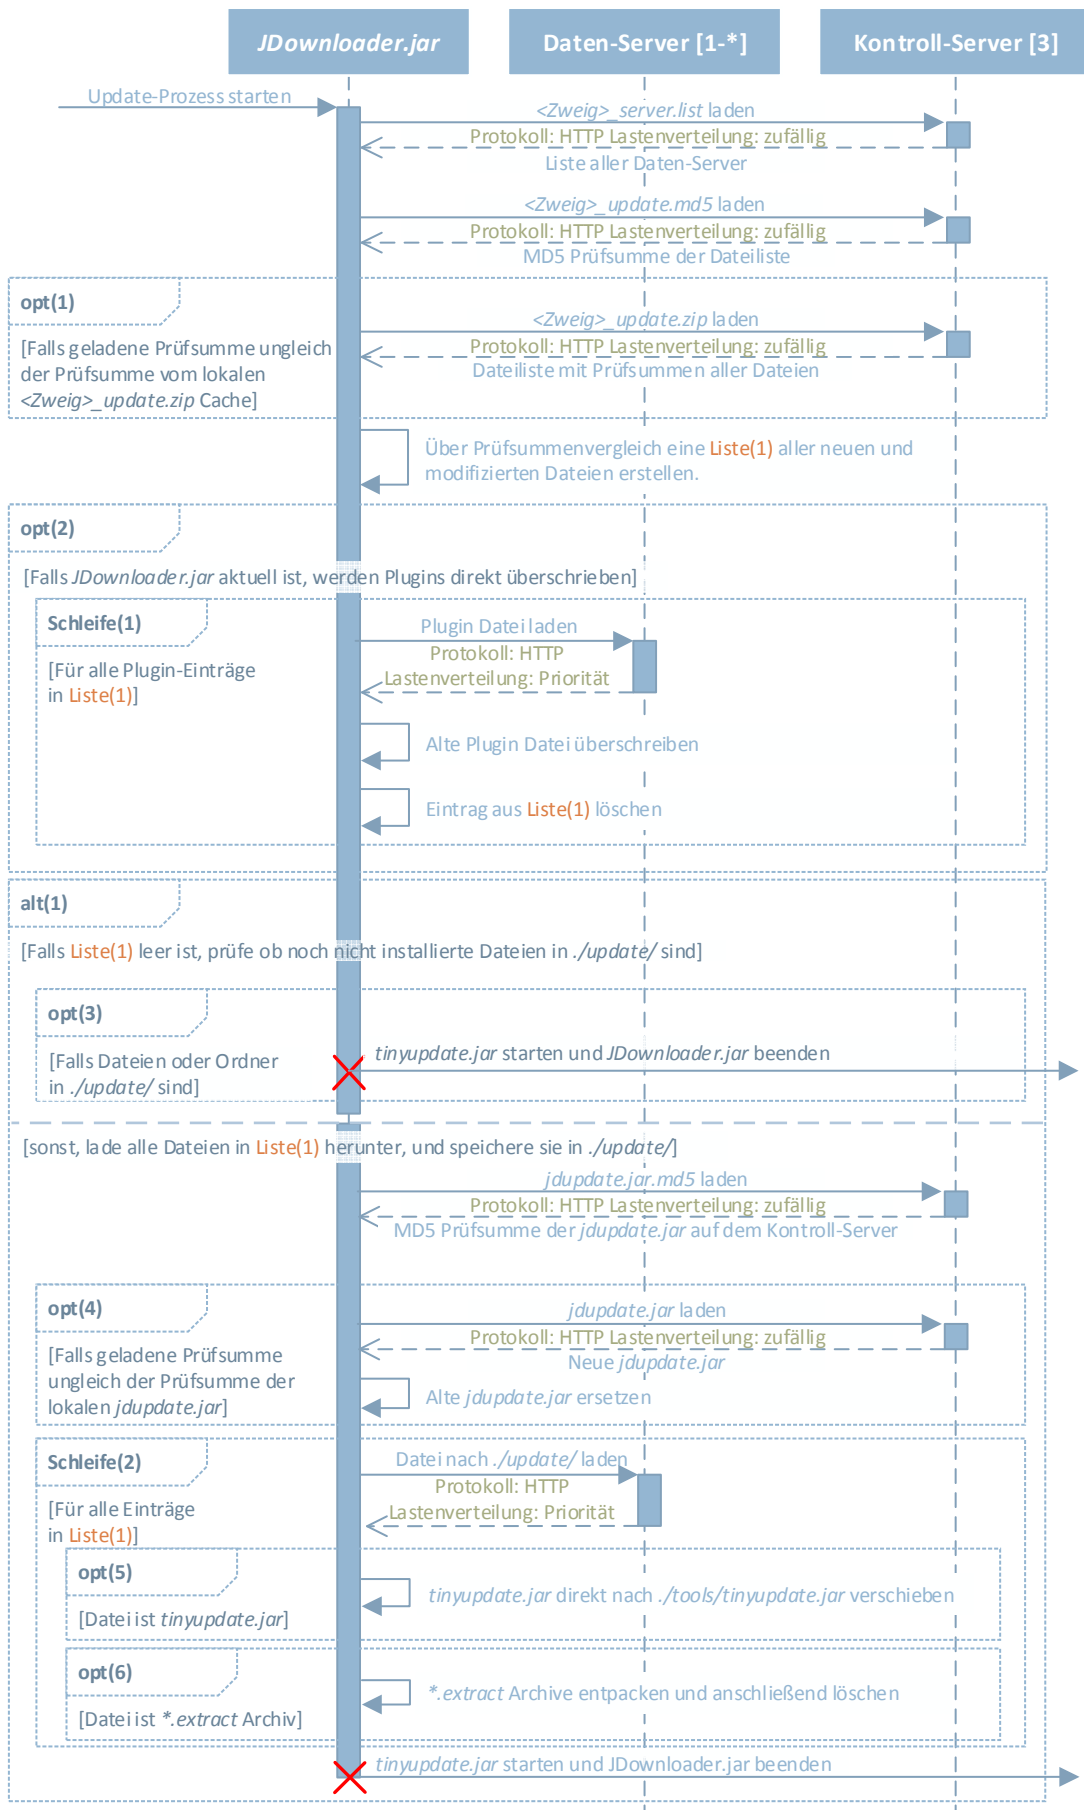 JDownloader.jar
Daten-Server [1-*]
Kontroll-Server [3]
Update-Prozess starten
<Zweig>_server.list laden
Protokoll: HTTP Lastenverteilung: zufällig
Liste aller Daten-Server
<Zweig>_update.md5 laden
Protokoll: HTTP Lastenverteilung: zufällig
MD5 Prüfsumme der Dateiliste
opt(1)
[Falls geladene Prüfsumme ungleich
der Prüfsumme vom lokalen
<Zweig>_update.zip Cache]
<Zweig>_update.zip laden
Protokoll: HTTP Lastenverteilung: zufällig
Dateiliste mit Prüfsummen aller Dateien
Über Prüfsummenvergleich eine Liste(1) aller neuen und
modifizierten Dateien erstellen.
opt(2)
[Falls JDownloader.jar aktuell ist, werden Plugins direkt überschrieben]
Schleife(1)
[Für alle Plugin-Einträge
in Liste(1)]
Plugin Datei laden
Protokoll: HTTP
Lastenverteilung: Priorität
Alte Plugin Datei überschreiben
Eintrag aus Liste(1) löschen
alt(1)
[Falls Liste(1) leer ist, prüfe ob noch nicht installierte Dateien in ./update/ sind]
opt(3)
[Falls Dateien oder Ordner
in ./update/ sind]
tinyupdate.jar starten und JDownloader.jar beenden
[sonst, lade alle Dateien in Liste(1) herunter, und speichere sie in ./update/]
jdupdate.jar.md5 laden
Protokoll: HTTP Lastenverteilung: zufällig
MD5 Prüfsumme der jdupdate.jar auf dem Kontroll-Server
opt(4)
[Falls geladene Prüfsumme
ungleich der Prüfsumme der
lokalen jdupdate.jar]
jdupdate.jar laden
Protokoll: HTTP Lastenverteilung: zufällig
Neue jdupdate.jar
Alte jdupdate.jar ersetzen
Schleife(2)
[Für alle Einträge
in Liste(1)]
Datei nach ./update/ laden
Protokoll: HTTP
Lastenverteilung: Priorität
opt(5)
[Datei ist tinyupdate.jar]
tinyupdate.jar direkt nach ./tools/tinyupdate.jar verschieben
opt(6)
[Datei ist *.extract Archiv]
*.extract Archive entpacken und anschließend löschen
tinyupdate.jar starten und JDownloader.jar beenden